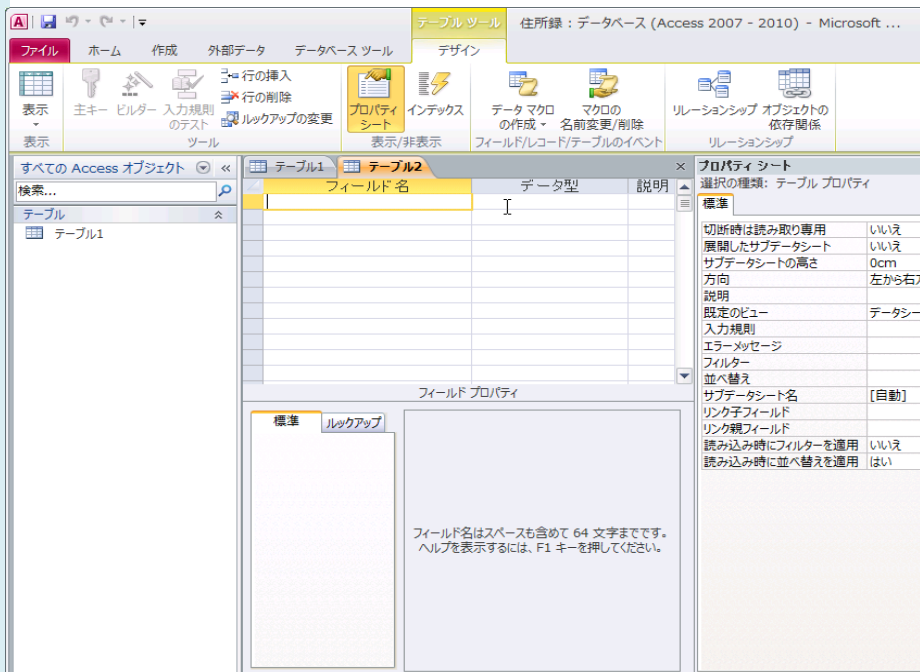 A
テーブル ツール 住所録：データベース (Access 2007 - 2010) - Microsoft ...
ファイル ホーム 作成 外部データ データベース ツール デザイン
表示
主キー ビルダー 入力規則
のテスト
行の挿入
行の削除
ルックアップの変更
プロパティ
シート
インデックス
データ マクロ
の作成
マクロの
名前変更/削除
リレーションシップ オブジェクトの
依存関係
表示 ツール 表示/非表示 フィールド/レコード/テーブルのイベント リレーションシップ
すべての Access オブジェクト
検索...
テーブル
テーブル1
テーブル1 テーブル2
フィールド名 データ型 説明
フィールド プロパティ
標準 ルックアップ
フィールド名はスペースも含めて 64 文字までです。
ヘルプを表示するには、F1 キーを押してください。
プロパティ シート
選択の種類: テーブル プロパティ
標準
切断時は読み取り専用 いいえ
展開したサブデータシート いいえ
サブデータシートの高さ 0cm
方向 左から右
説明
既定のビュー データシー
入力規則
エラーメッセージ
フィルター
並べ替え
サブデータシート名 [自動]
リンク子フィールド
リンク親フィールド
読み込み時にフィルターを適用 いいえ
読み込み時に並べ替えを適用 はい